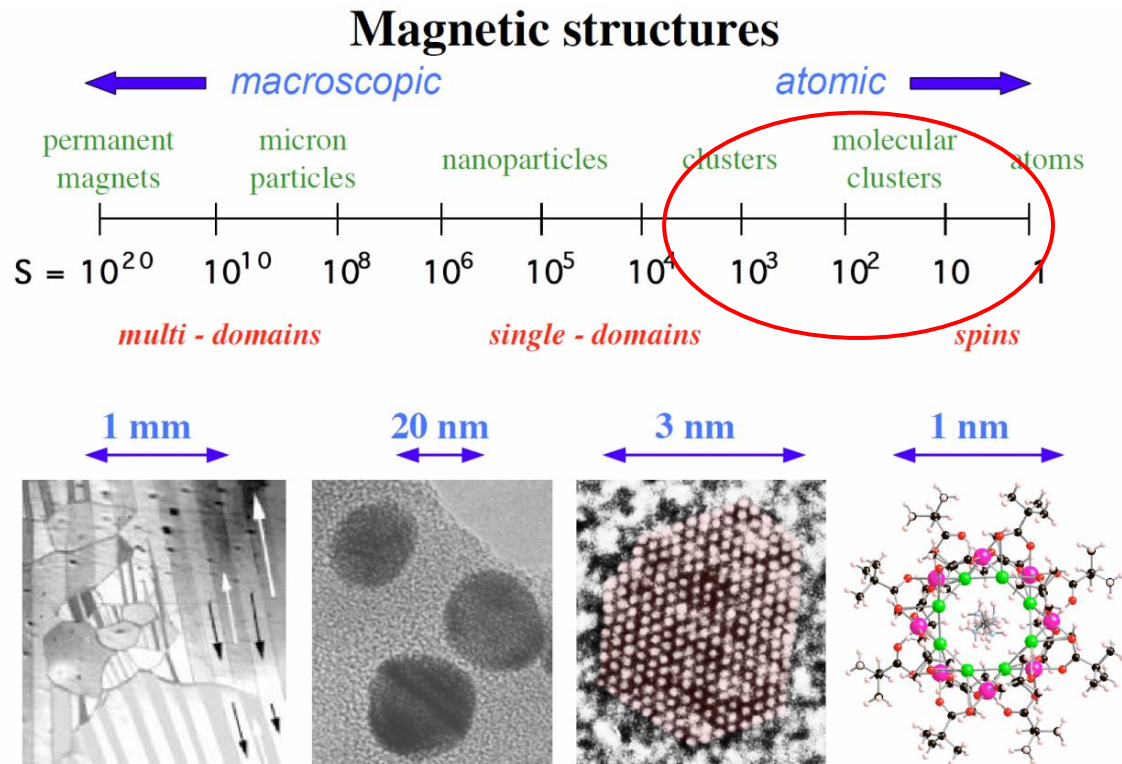 Magnetic structures
macroscopic atomic
permanent magnets micron particles nanoparticles clusters molecular clusters atoms
S = 10²⁰ 10¹⁰ 10⁸ 10⁶ 10⁵ 10⁴ 10³ 10² 10 1
multi - domains single - domains spins
1 mm 20 nm 3 nm 1 nm